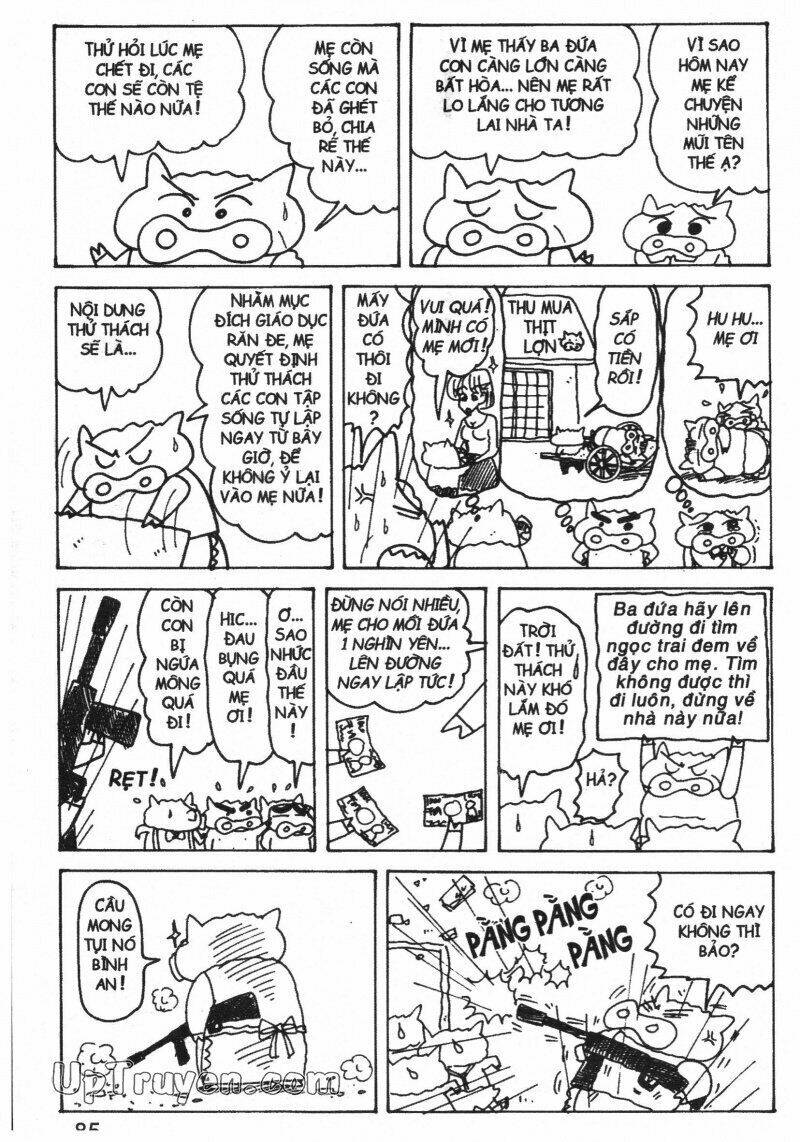 VÌ SAO
HÔM NAY
MẸ KỂ
CHUYỆN
NHỮNG
MŨI TÊN
THẾ Ạ?
VÌ MẸ THẤY BA ĐỨA
CON CÀNG LỚN CÀNG
BẤT HÒA... NÊN MẸ RẤT
LO LẮNG CHO TƯƠNG
LAI NHÀ TA!
MẸ CÒN
SỐNG MÀ
CÁC CON
ĐÃ GHÉT
BỎ, CHIA
RẼ THẾ
NÀY...
THỬ HỎI LÚC MẸ
CHẾT ĐI, CÁC
CON SẼ CÒN TỆ
THẾ NÀO NỮA!
HU HU...
MẸ ƠI
SẮP
CÓ
TIỀN
RỒI!
THU MUA
THỊT
LỢN
VUI QUÁ!
MÌNH CÓ
MẸ MỚI!
MẤY
ĐỨA
CÓ
THÔI
ĐI
KHÔNG?
NHẰM MỤC
ĐÍCH GIÁO DỤC
RĂN ĐE, MẸ
QUYẾT ĐỊNH
THỬ THÁCH
CÁC CON TẬP
SỐNG TỰ LẬP
NGAY TỪ BÂY
GIỜ, ĐỂ
KHÔNG Ỷ LẠI
VÀO MẸ NỮA!
NỘI DUNG
THỬ THÁCH
SẼ LÀ...
Ba đứa hãy lên
đường đi tìm
ngọc trai đem về
đây cho mẹ. Tìm
không được thì
đi luôn, đừng về
nhà này nữa!
HẢ?
TRỜI
ĐẤT! THỬ
THÁCH
NÀY KHÓ
LẮM ĐÓ
MẸ ƠI!
ĐỪNG NÓI NHIỀU,
MẸ CHO MỖI ĐỨA
1 NGHÌN YÊN...
LÊN ĐƯỜNG
NGAY LẬP TỨC!
Ơ...
SAO
NHỨC
ĐẦU
THẾ
NÀY!
HIC...
ĐAU
BỤNG
QUÁ
MẸ
ƠI!
CÒN
CON
BỊ
NGỨA
MÔNG
QUÁ
ĐI!
RẸT!
CÓ ĐI NGAY
KHÔNG THÌ
BẢO?
PẰNG PẰNG
PẰNG
CẦU
MONG
TỤI NÓ
BÌNH
AN!
UpTruyen.com
85